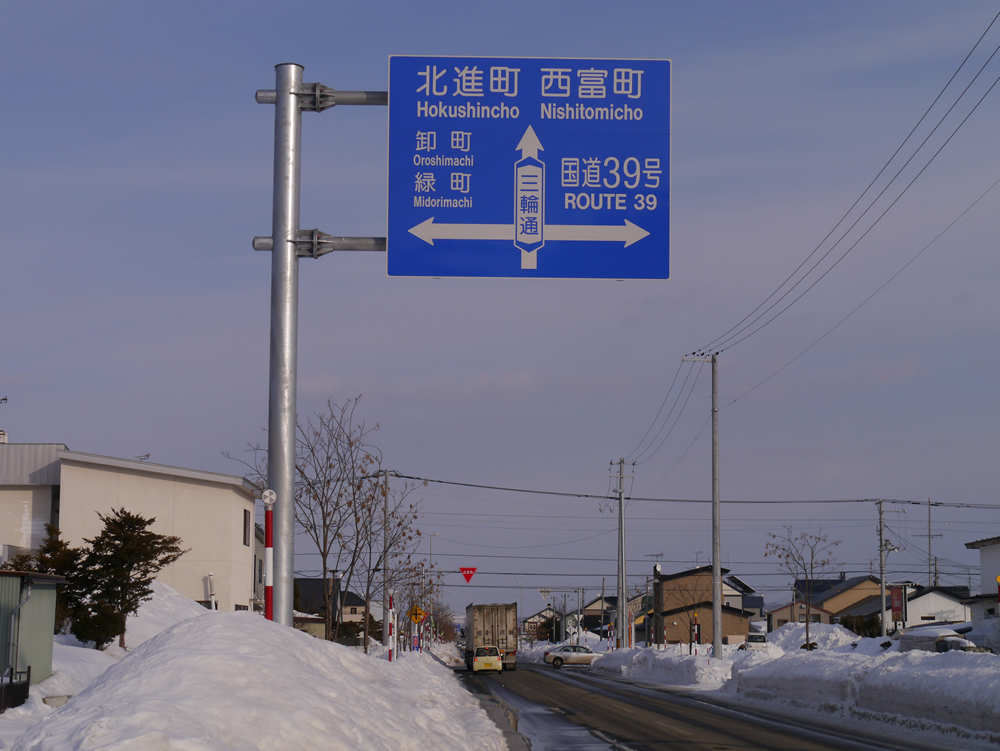 北進町 西富町
Hokushincho Nishitomicho
卸町
Oroshimachi
緑町
Midorimachi
三輪通
国道39号
ROUTE 39